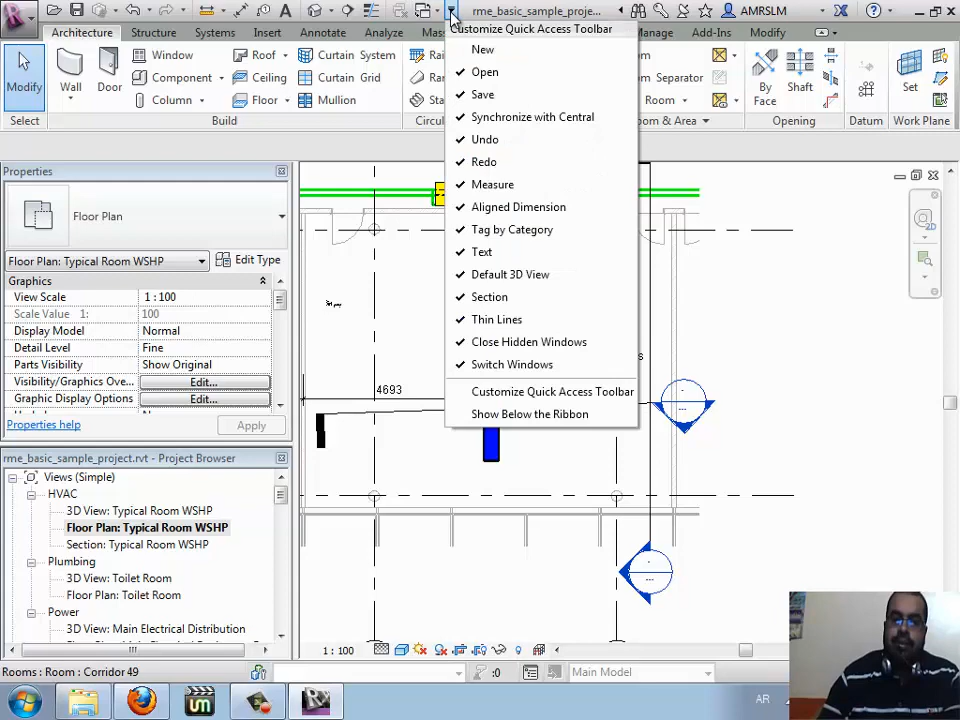 rme_basic_sample_proje...
AMRSLM
Architecture
Structure
Systems
Insert
Annotate
Analyze
Mass
Manage
Add-Ins
Modify
Customize Quick Access Toolbar
New
Open
Save
Synchronize with Central
Undo
Redo
Measure
Aligned Dimension
Tag by Category
Text
Default 3D View
Section
Thin Lines
Close Hidden Windows
Switch Windows
Customize Quick Access Toolbar
Show Below the Ribbon
Modify
Wall
Door
Window
Component
Column
Roof
Ceiling
Floor
Curtain System
Curtain Grid
Mullion
Rai
Ra
Sta
Separator
Room
By
Face
Shaft
Set
Select
Build
Circul
om & Area
Opening
Datum
Work Plane
Properties
Floor Plan
Floor Plan: Typical Room WSHP
Edit Type
Graphics
View Scale
1 : 100
Scale Value 1:
100
Display Model
Normal
Detail Level
Fine
Parts Visibility
Show Original
Visibility/Graphics Ove...
Edit...
Graphic Display Options
Edit...
Properties help
Apply
rme_basic_sample_project.rvt - Project Browser
Views (Simple)
HVAC
3D View: Typical Room WSHP
Floor Plan: Typical Room WSHP
Section: Typical Room WSHP
Plumbing
3D View: Toilet Room
Floor Plan: Toilet Room
Power
3D View: Main Electrical Distribution
4693
2D
1 : 100
Rooms : Room : Corridor 49
:0
Main Model
AR